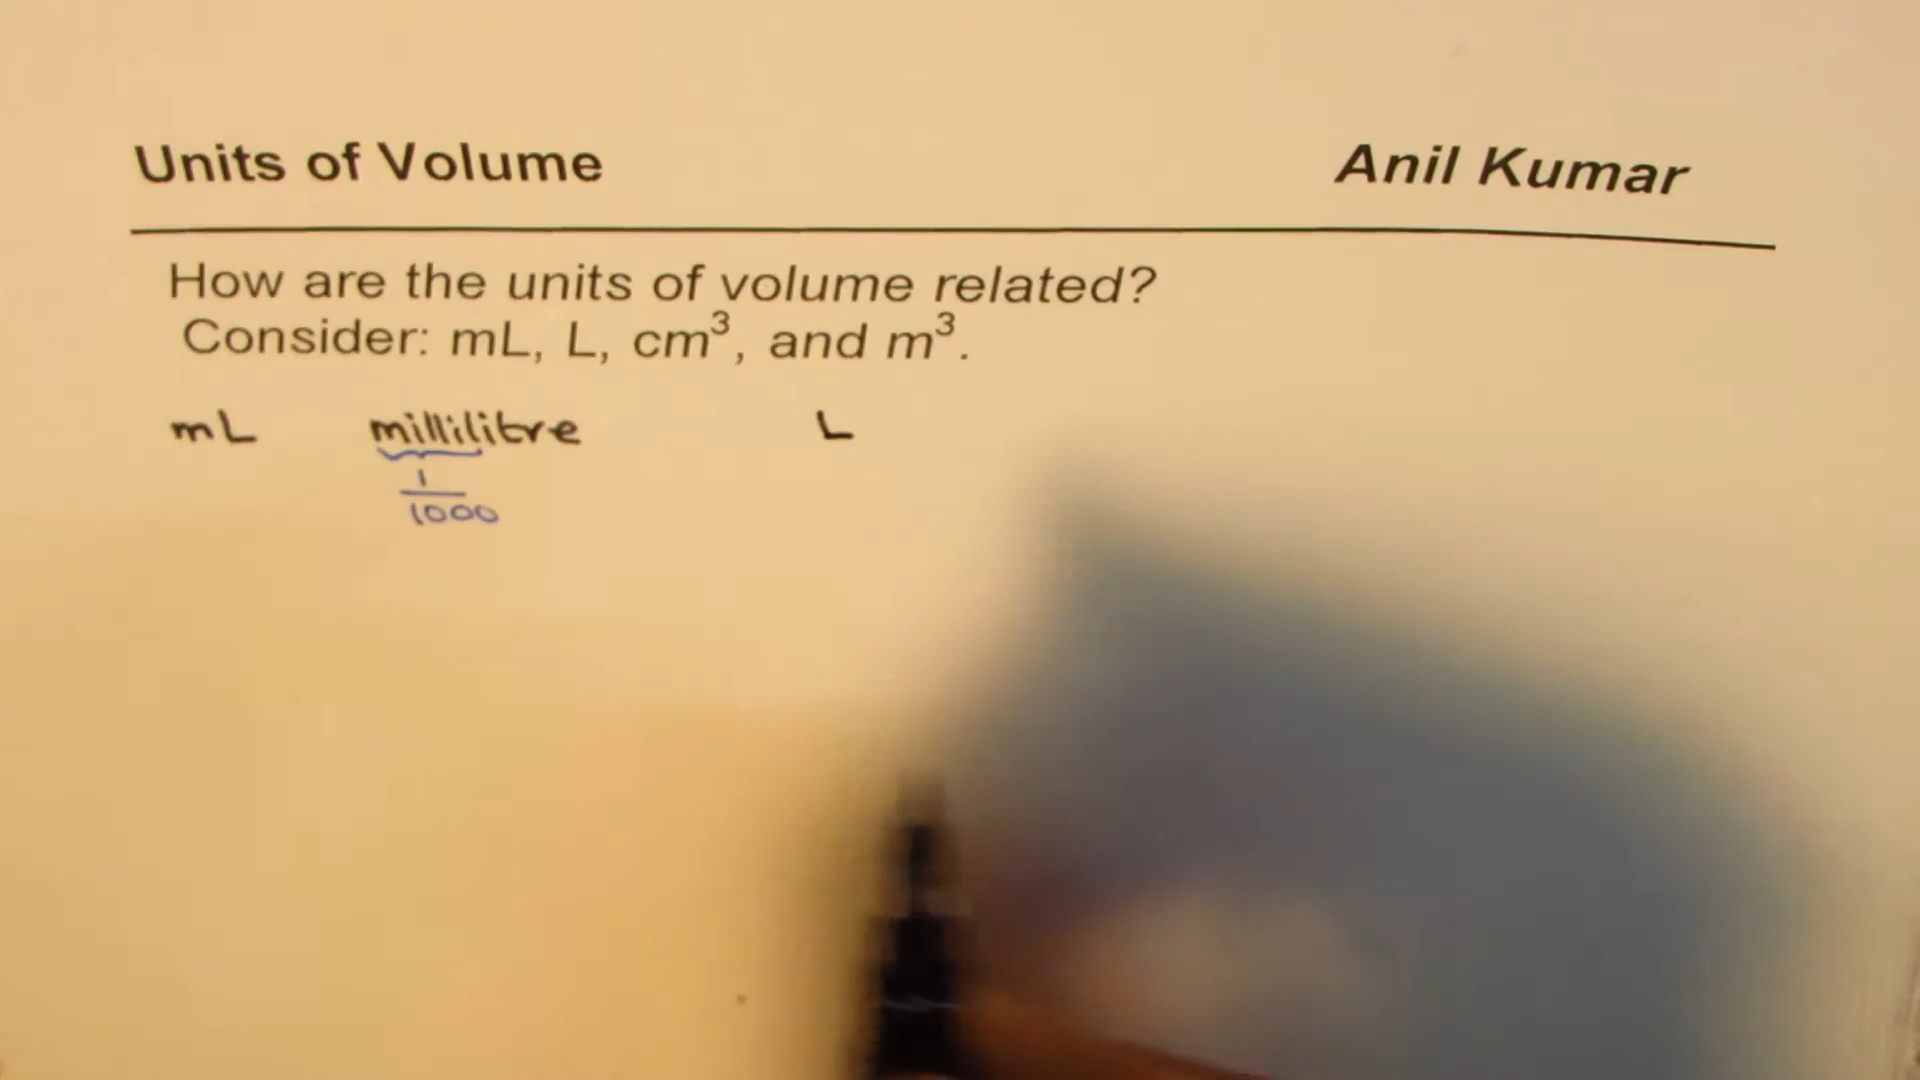 Units of Volume
Anil Kumar
How are the units of volume related?
Consider: mL, L, cm³, and m³.
mL millilitre L
1
1000